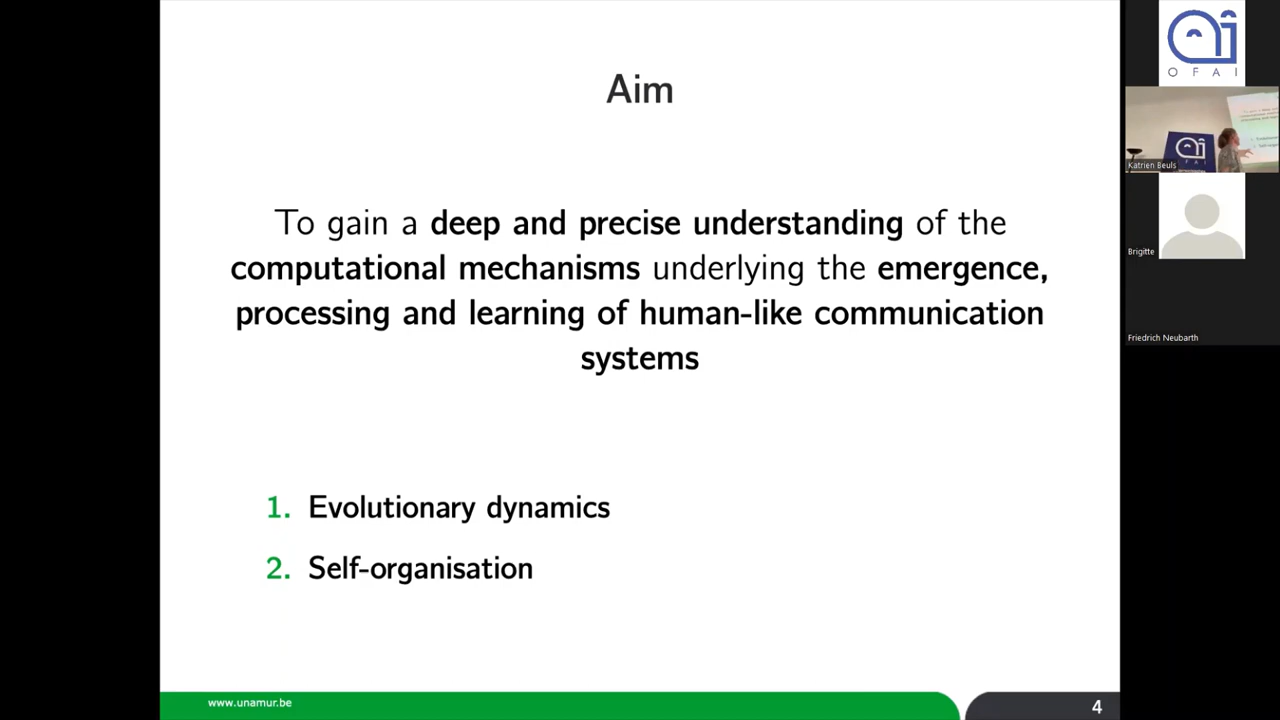 Aim
To gain a deep and precise understanding of the
computational mechanisms underlying the emergence,
processing and learning of human-like communication
systems
1. Evolutionary dynamics
2. Self-organisation
www.unamur.be
4
OFAI
Katrien Beuls
Brigitte
Friedrich Neubarth